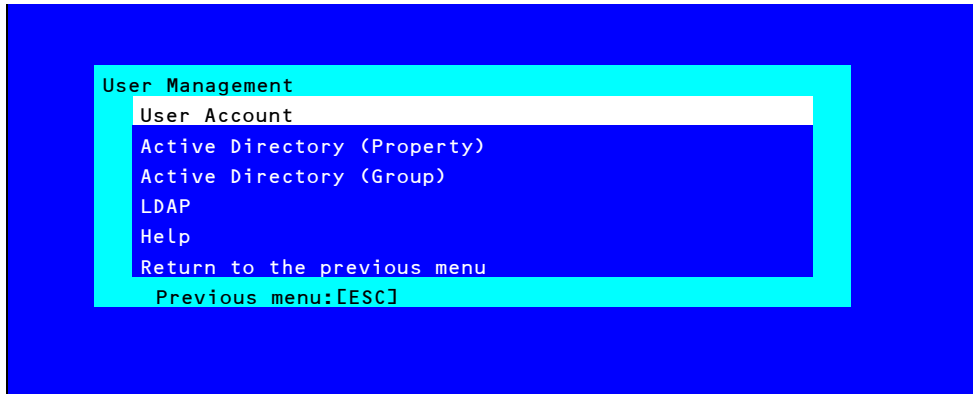 User Management
User Account
Active Directory (Property)
Active Directory (Group)
LDAP
Help
Return to the previous menu
Previous menu:[ESC]